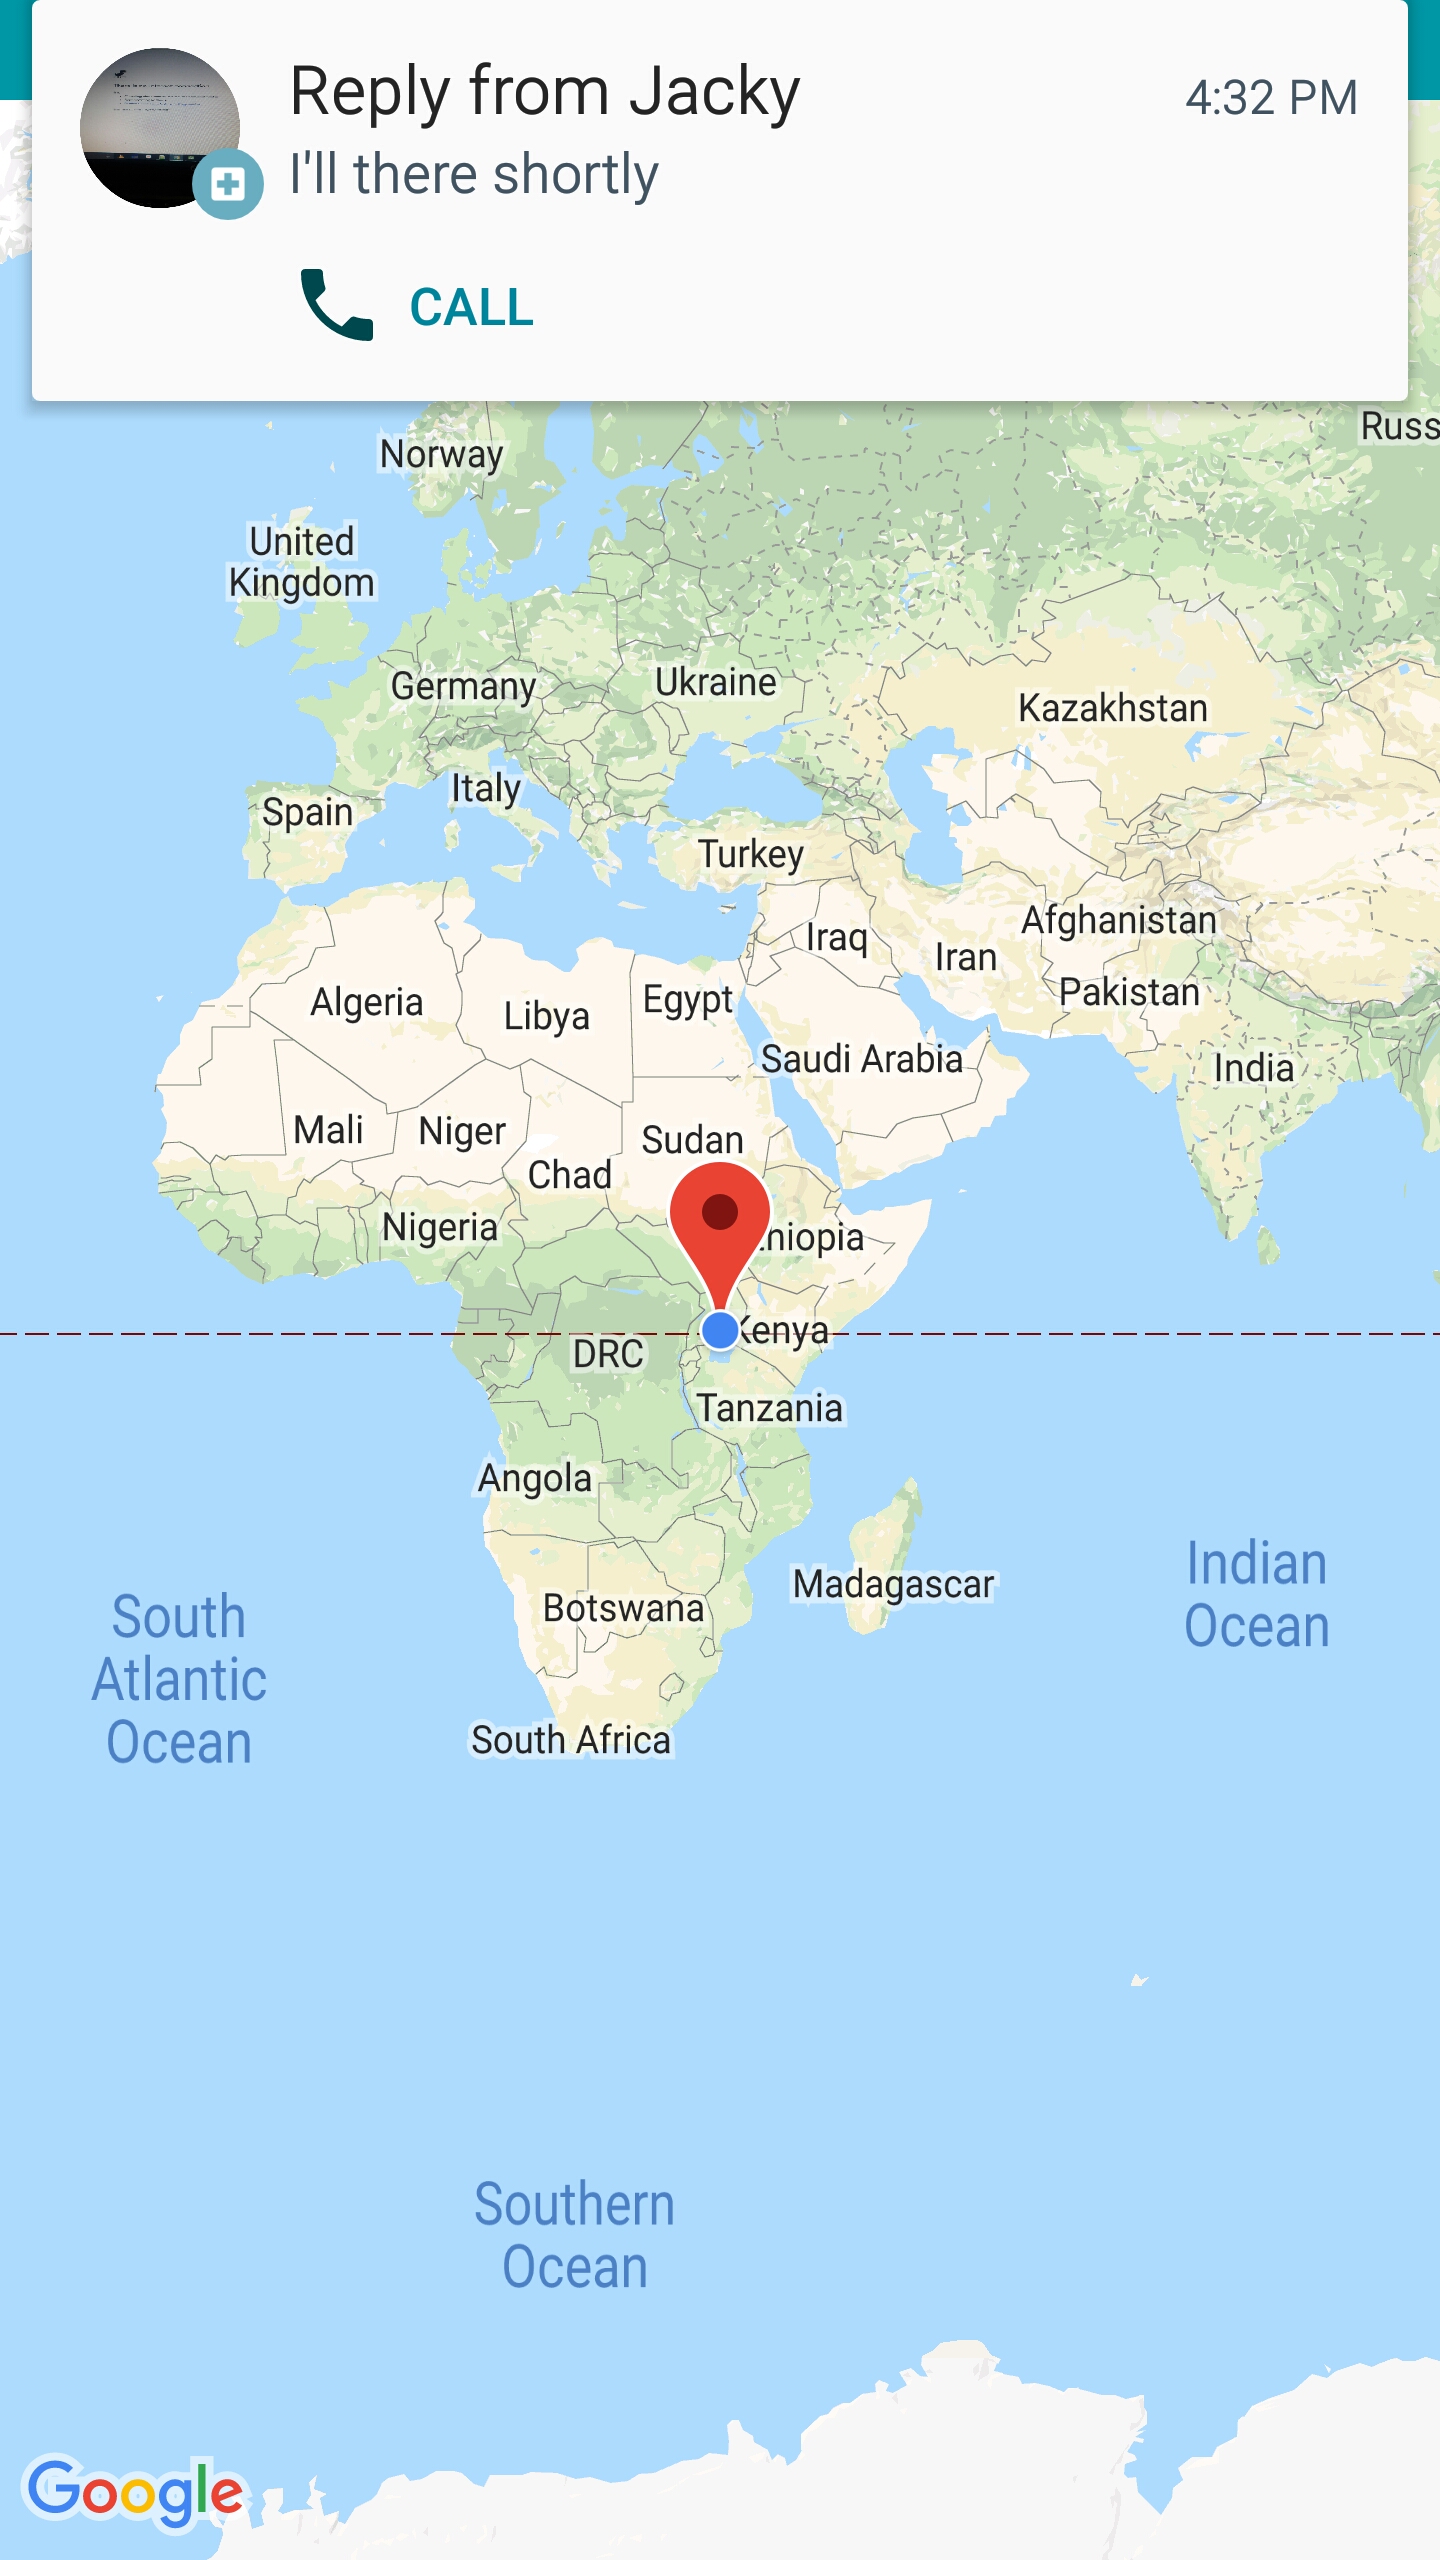 Reply from Jacky
4:32 PM
I'll there shortly
CALL
Russ
Norway
United
Kingdom
Germany
Ukraine
Kazakhstan
Italy
Spain
Turkey
Afghanistan
Iraq
Iran
Pakistan
Algeria
Libya
Egypt
Saudi Arabia
India
Mali
Niger
Sudan
Chad
Nigeria
hiopia
Kenya
DRC
Tanzania
Angola
Madagascar
Botswana
Indian
Ocean
South
Atlantic
Ocean
South Africa
Southern
Ocean
Google